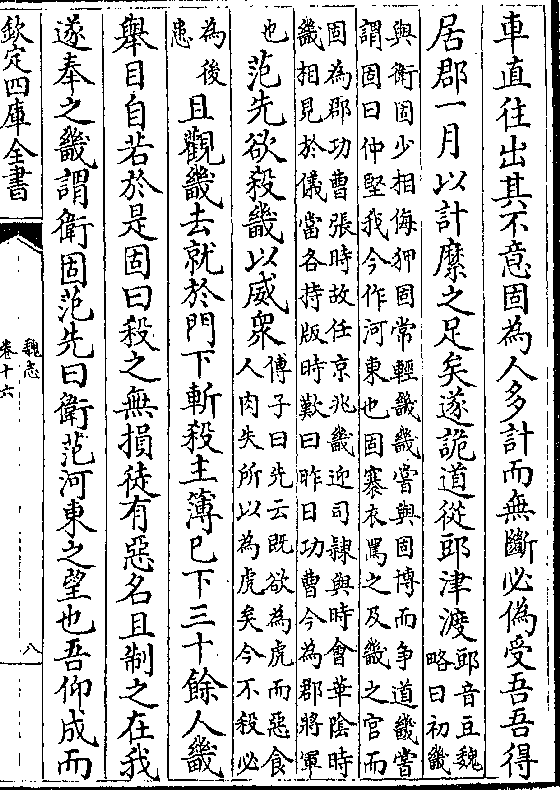 車直往出其不意固為人多計而無斷必偽受吾吾得
居郡一月以計縻之足矣遂詭道從郖津渡郖音豆魏
略曰初畿
與衛固少相侮狎固常輕畿畿嘗與固博而争道畿嘗
謂固曰仲堅我今作河東也固褰衣罵之及畿之官而
固為郡功曹張時故任京兆畿迎司隷與時會華陰時
畿相見於儀當各持版時歎曰昨日功曹今為郡將軍
也范先欲殺畿以威衆傅子曰先云既欲為虎而惡食
人肉失所以為虎矣今不殺必
為後
患且觀畿去就於門下斬殺主簿已下三十餘人畿
舉目自若於是固曰殺之無損徒有惡名且制之在我
遂奉之畿謂衛固范先曰衛范河東之望也吾仰成而
欽定四庫全書
魏志
卷十六
八